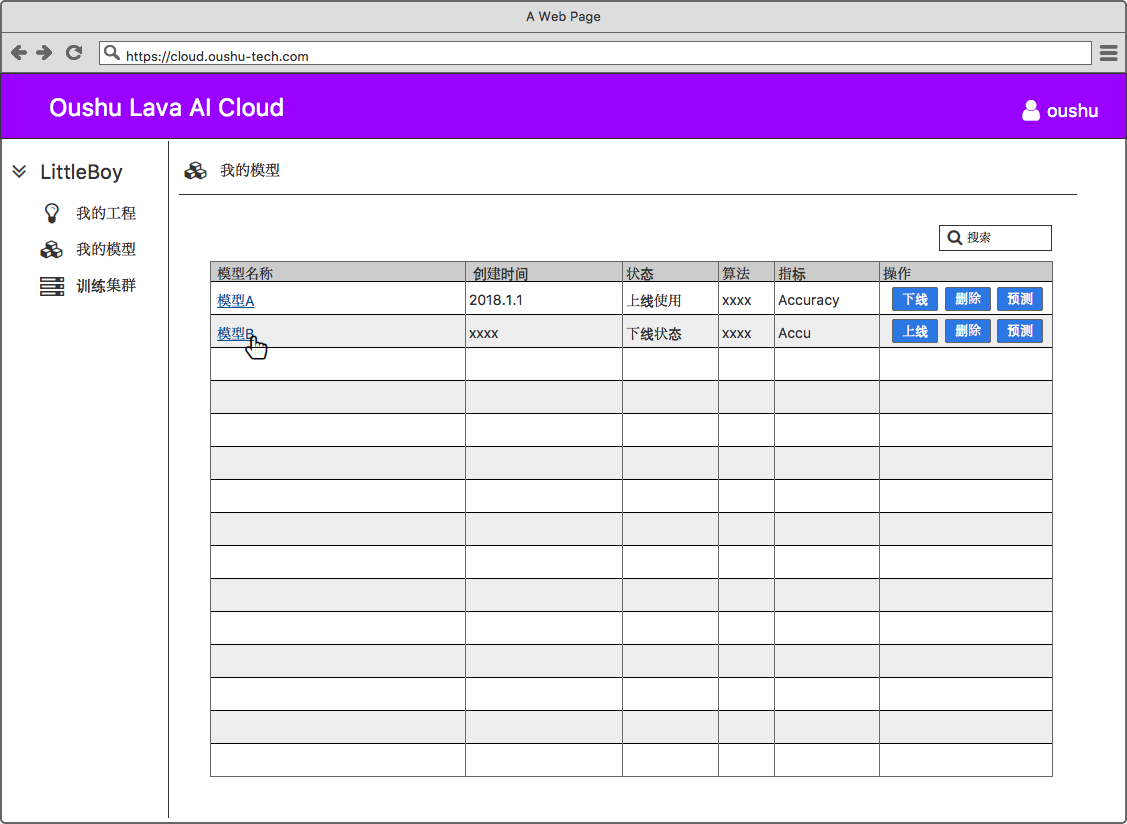 A Web Page
https://cloud.oushu-tech.com
Oushu Lava AI Cloud
oushu
LittleBoy
我的工程
我的模型
训练集群
我的模型
搜索
模型名称 创建时间 状态 算法 指标 操作
模型A 2018.1.1 上线使用 xxxx Accuracy 下线 删除 预测
模型B xxxx 下线状态 xxxx Accu 上线 删除 预测